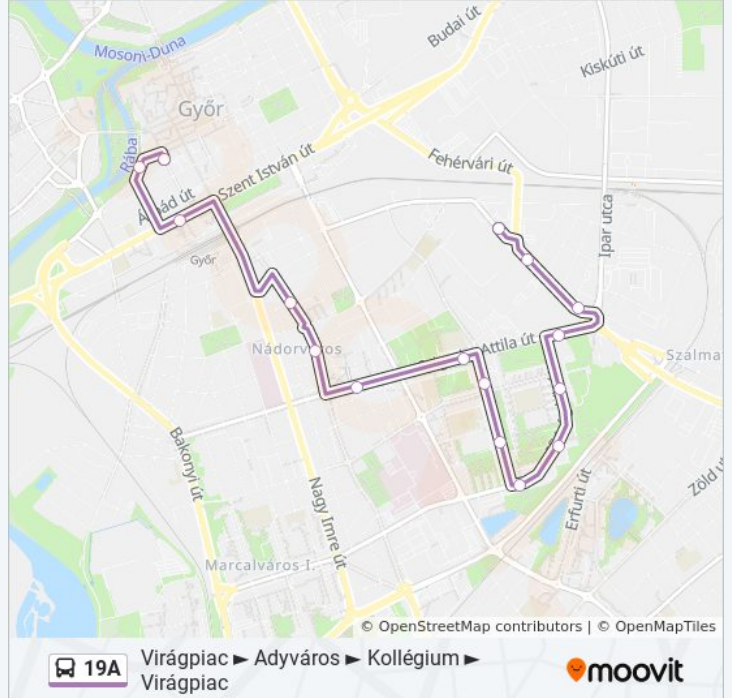 Mosoni-Duna
Budai út
Kiskúti út
Győr
Rába
Fehérvári út
Szent István út
Árpád út
Ipar utca
Győr
Attila út
Nádorváros
Bakonyi út
Zöld u
Erfurti út
Nagy Imre út
Marcalváros I.
© OpenStreetMap contributors | © OpenMapTiles
19A
Virágpiac ► Adyváros ► Kollégium ►
Virágpiac
moovit